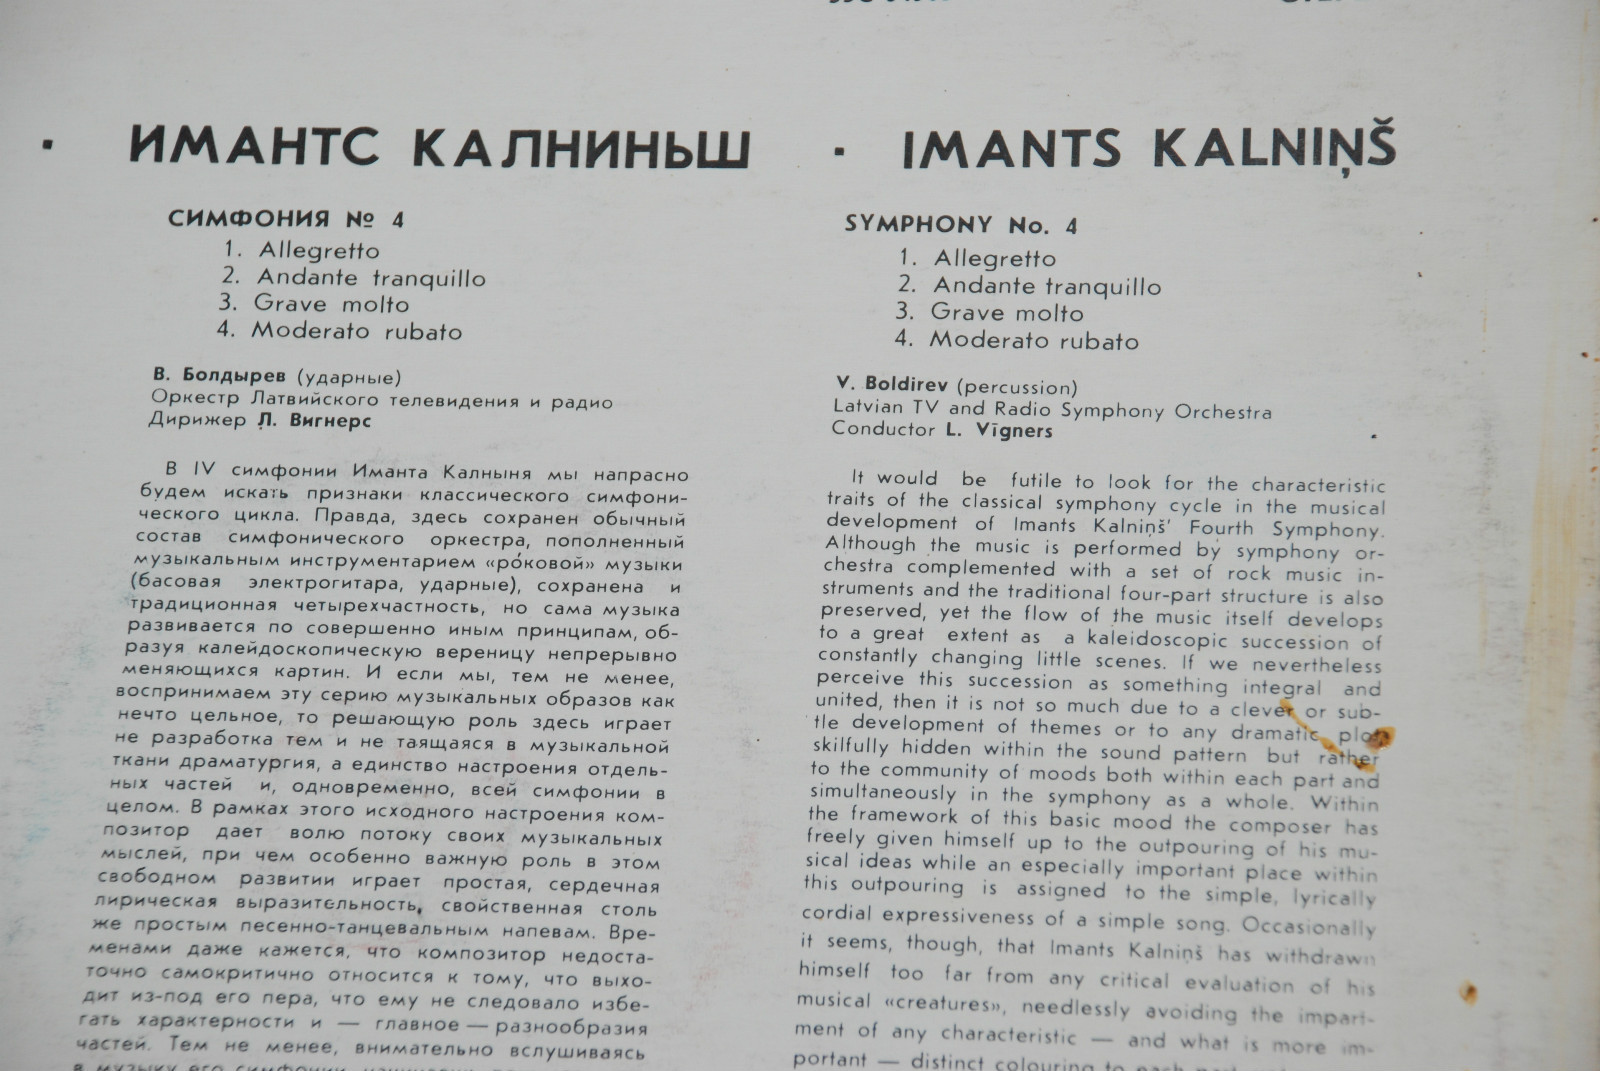 · ИМАНТС КАЛНИНЬШ
СИМФОНИЯ № 4
1. Allegretto
2. Andante tranquillo
3. Grave molto
4. Moderato rubato
В. Болдырев (ударные)
Оркестр Латвийского телевидения и радио
Дирижер Л. Вигнерс
В IV симфонии Иманта Калныня мы напрасно
будем искать признаки классического симфони-
ческого цикла. Правда, здесь сохранен обычный
состав симфонического оркестра, пополненный
музыкальным инструментарием «ро́ковой» музыки
(басовая электрогитара, ударные), сохранена и
традиционная четырехчастность, но сама музыка
развивается по совершенно иным принципам, об-
разуя калейдоскопическую вереницу непрерывно
меняющихся картин. И если мы, тем не менее,
воспринимаем эту серию музыкальных образов как
нечто цельное, то решающую роль здесь играет
не разработка тем и не таящаяся в музыкальной
ткани драматургия, а единство настроения отдель-
ных частей и, одновременно, всей симфонии в
целом. В рамках этого исходного настроения ком-
позитор дает волю потоку своих музыкальных
мыслей, при чем особенно важную роль в этом
свободном развитии играет простая, сердечная
лирическая выразительность, свойственная столь
же простым песенно-танцевальным напевам. Вре-
менами даже кажется, что композитор недоста-
точно самокритично относится к тому, что выхо-
дит из-под его пера, что ему не следовало избе-
гать характерности и — главное — разнообразия
частей. Тем не менее, внимательно вслушиваясь
в музыку его симфонии
· IMANTS KALNIŅŠ
SYMPHONY No. 4
1. Allegretto
2. Andante tranquillo
3. Grave molto
4. Moderato rubato
V. Boldirev (percussion)
Latvian TV and Radio Symphony Orchestra
Conductor L. Vīgners
It would be futile to look for the characteristic
traits of the classical symphony cycle in the musical
development of Imants Kalniņš' Fourth Symphony.
Although the music is performed by symphony or-
chestra complemented with a set of rock music in-
struments and the traditional four-part structure is also
preserved, yet the flow of the music itself develops
to a great extent as a kaleidoscopic succession of
constantly changing little scenes. If we nevertheless
perceive this succession as something integral and
united, then it is not so much due to a clever or sub-
tle development of themes or to any dramatic plot
skilfully hidden within the sound pattern but rather
to the community of moods both within each part and
simultaneously in the symphony as a whole. Within
the framework of this basic mood the composer has
freely given himself up to the outpouring of his mu-
sical ideas while an especially important place within
this outpouring is assigned to the simple, lyrically
cordial expressiveness of a simple song. Occasionally
it seems, though, that Imants Kalniņš has withdrawn
himself too far from any critical evaluation of his
musical «creatures», needlessly avoiding the impart-
ment of any characteristic — and what is more im-
portant — distinct colouring to each part